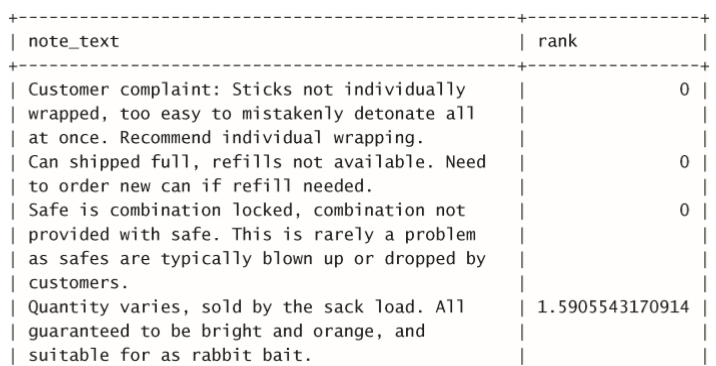 note_text rank
Customer complaint: Sticks not individually 0
wrapped, too easy to mistakenly detonate all
at once. Recommend individual wrapping.
Can shipped full, refills not available. Need 0
to order new can if refill needed.
Safe is combination locked, combination not 0
provided with safe. This is rarely a problem
as safes are typically blown up or dropped by
customers.
Quantity varies, sold by the sack load. All 1.5905543170914
guaranteed to be bright and orange, and
suitable for as rabbit bait.